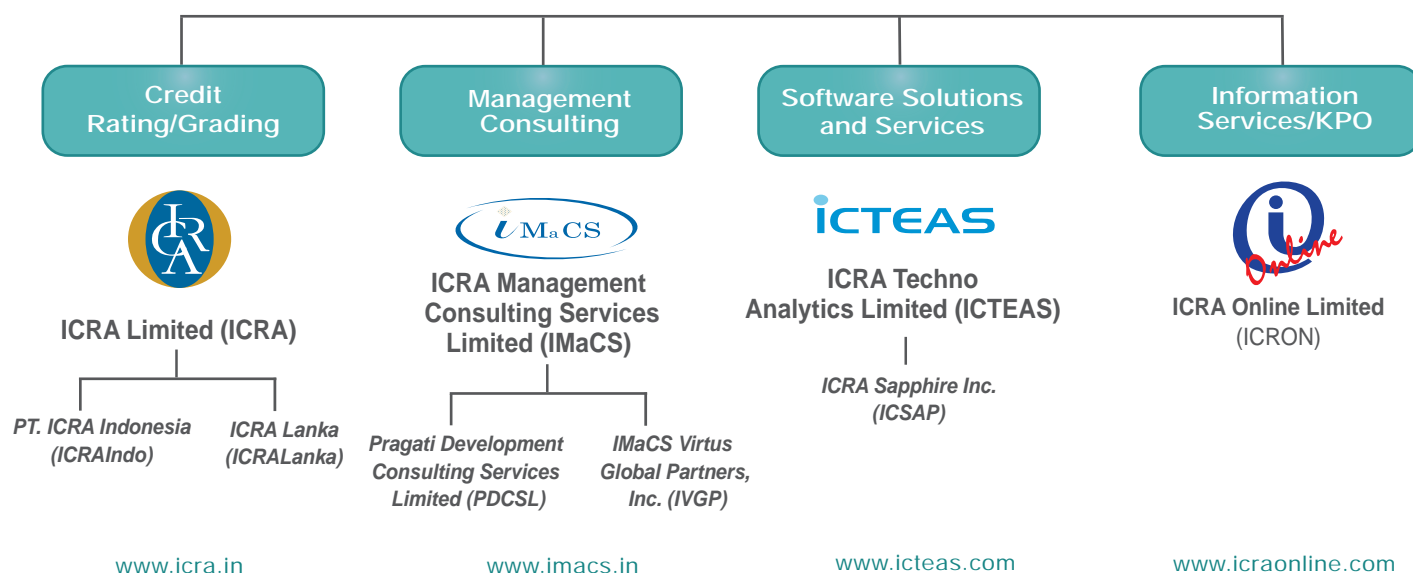 Credit
Rating/Grading
Management
Consulting
Software Solutions
and Services
Information
Services/KPO
ICRA
iMaCS
icteas
i Online
ICRA Limited (ICRA)
ICRA Management
Consulting Services
Limited (IMaCS)
ICRA Techno
Analytics Limited (ICTEAS)
ICRA Online Limited
(ICRON)
PT. ICRA Indonesia
(ICRAIndo)
ICRA Lanka
(ICRALanka)
Pragati Development
Consulting Services
Limited (PDCSL)
IMaCS Virtus
Global Partners,
Inc. (IVGP)
ICRA Sapphire Inc.
(ICSAP)
www.icra.in
www.imacs.in
www.icteas.com
www.icraonline.com